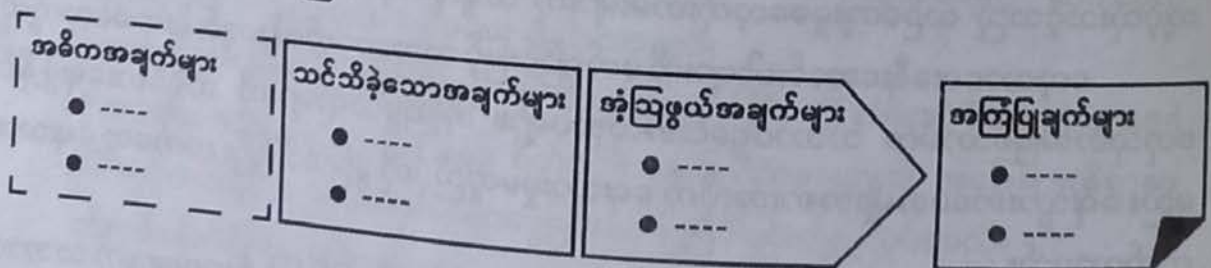 အဓိကအချက်များ
● ----
● ----
သင်သိခဲ့သောအချက်များ
● ----
● ----
အံ့ဩဖွယ်အချက်များ
● ----
● ----
အကြံပြုချက်များ
● ----
● ----